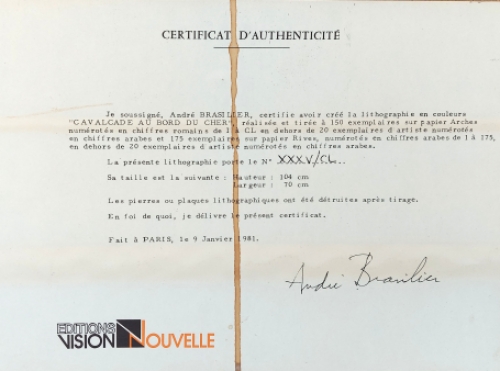 CERTIFICAT D'AUTHENTICITÉ
Je soussigné, André BRASILIER, certifie avoir créé la lithographie en couleurs
"CAVALCADE AU BORD DU CHER", réalisée et tirée à 150 exemplaires sur papier Arches
numérotés en chiffres romains de I à CL en dehors de 20 exemplaires d'artiste numérotés
en chiffres arabes et 175 exemplaires sur papier Rives, numérotés en chiffres arabes de 1 à 175,
en dehors de 20 exemplaires d'artiste numérotés en chiffres arabes.
La présente lithographie porte le N° XXXV/CL..
Sa taille est la suivante : Hauteur : 104 cm
Largeur : 70 cm
Les pierres ou plaques lithographiques ont été détruites après tirage.
En foi de quoi, je délivre le présent certificat.
Fait à PARIS, le 9 Janvier 1981.
André Brasilier
EDITIONS
VISION NOUVELLE